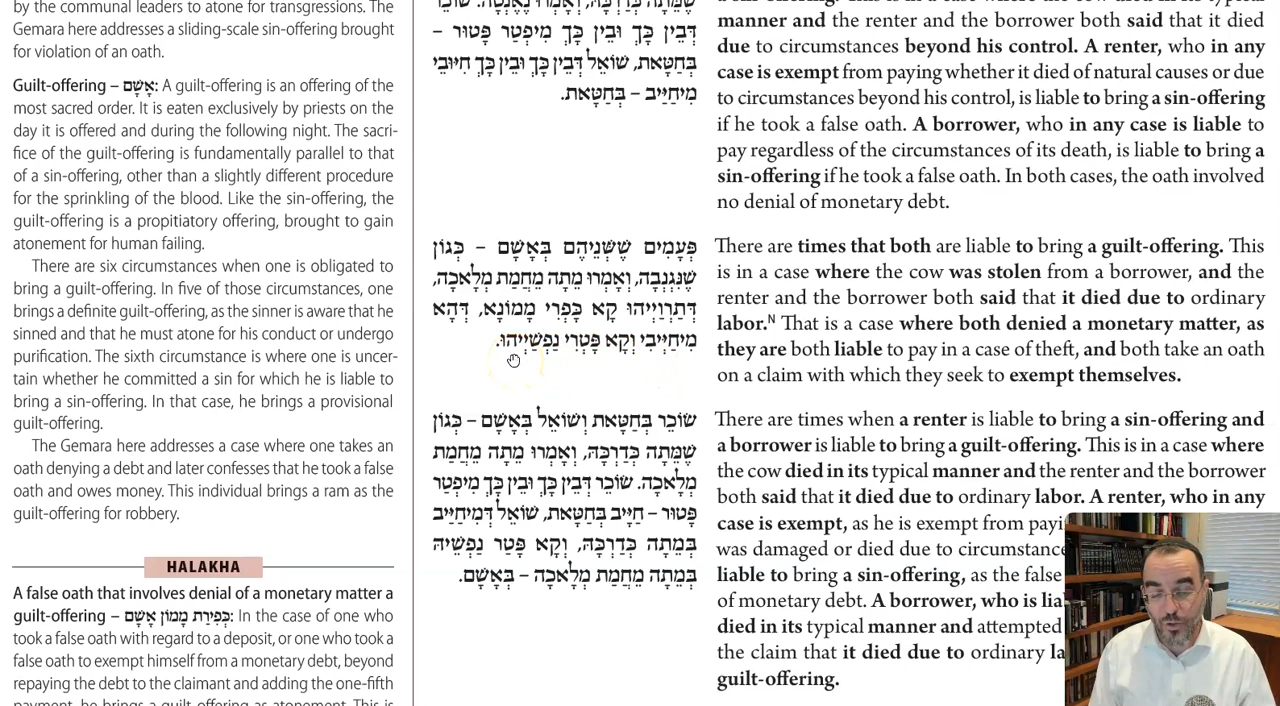 by the communal leaders to atone for transgressions. The
Gemara here addresses a sliding-scale sin-offering brought
for violation of an oath.
Guilt-offering – אָשָׁם: A guilt-offering is an offering of the
most sacred order. It is eaten exclusively by priests on the
day it is offered and during the following night. The sacri-
fice of the guilt-offering is fundamentally parallel to that
of a sin-offering, other than a slightly different procedure
for the sprinkling of the blood. Like the sin-offering, the
guilt-offering is a propitiatory offering, brought to gain
atonement for human failing.
There are six circumstances when one is obligated to
bring a guilt-offering. In five of those circumstances, one
brings a definite guilt-offering, as the sinner is aware that he
sinned and that he must atone for his conduct or undergo
purification. The sixth circumstance is where one is uncer-
tain whether he committed a sin for which he is liable to
bring a sin-offering. In that case, he brings a provisional
guilt-offering.
The Gemara here addresses a case where one takes an
oath denying a debt and later confesses that he took a false
oath and owes money. This individual brings a ram as the
guilt-offering for robbery.
HALAKHA
A false oath that involves denial of a monetary matter a
guilt-offering – כְּפִירַת מָמוֹן אָשָׁם: In the case of one who
took a false oath with regard to a deposit, or one who took a
false oath to exempt himself from a monetary debt, beyond
repaying the debt to the claimant and adding the one-fifth
payment, he brings a guilt-offering as atonement. This is
שֶׁמֵּתָה כְּדַרְכָּהּ, וְאָמְרוּ נֶאֶנְסָה. שׂוֹכֵר
דְּבֵין כָּךְ וּבֵין כָּךְ מִיפְטַר פָּטוּר –
בְּחַטָּאת, שׁוֹאֵל דְּבֵין כָּךְ וּבֵין כָּךְ חִיּוּבֵי
מִיחַיַּיב – בְּחַטָּאת.
פְּעָמִים שֶׁשְּׁנֵיהֶם בְּאָשָׁם – כְּגוֹן
שֶׁנִּגְנְבָה, וְאָמְרוּ מֵתָה מֵחֲמַת מְלָאכָה,
דְּתַרְוַיְיהוּ קָא כָּפְרִי מָמוֹנָא, דְּהָא
מִיחַיְּיבִי וְקָא פָּטְרִי נַפְשַׁיְיהוּ.
שׂוֹכֵר בְּחַטָּאת וְשׁוֹאֵל בְּאָשָׁם – כְּגוֹן
שֶׁמֵּתָה כְּדַרְכָּהּ, וְאָמְרוּ מֵתָה מֵחֲמַת
מְלָאכָה. שׂוֹכֵר דְּבֵין כָּךְ וּבֵין כָּךְ מִיפְטַר
פָּטוּר – חַיָּיב בְּחַטָּאת, שׁוֹאֵל דְּמִיחַיַּיב
בְּמֵתָה כְּדַרְכָּהּ, וְקָא פָּטַר נַפְשֵׁיהּ
בְּמֵתָה מֵחֲמַת מְלָאכָה – בְּאָשָׁם.
manner and the renter and the borrower both said that it died
due to circumstances beyond his control. A renter, who in any
case is exempt from paying whether it died of natural causes or due
to circumstances beyond his control, is liable to bring a sin-offering
if he took a false oath. A borrower, who in any case is liable to
pay regardless of the circumstances of its death, is liable to bring a
sin-offering if he took a false oath. In both cases, the oath involved
no denial of monetary debt.
There are times that both are liable to bring a guilt-offering. This
is in a case where the cow was stolen from a borrower, and the
renter and the borrower both said that it died due to ordinary
labor.ᴺ That is a case where both denied a monetary matter, as
they are both liable to pay in a case of theft, and both take an oath
on a claim with which they seek to exempt themselves.
There are times when a renter is liable to bring a sin-offering and
a borrower is liable to bring a guilt-offering. This is in a case where
the cow died in its typical manner and the renter and the borrower
both said that it died due to ordinary labor. A renter, who in any
case is exempt, as he is exempt from payi
was damaged or died due to circumstance
liable to bring a sin-offering, as the false
of monetary debt. A borrower, who is lia
died in its typical manner and attempted
the claim that it died due to ordinary la
guilt-offering.